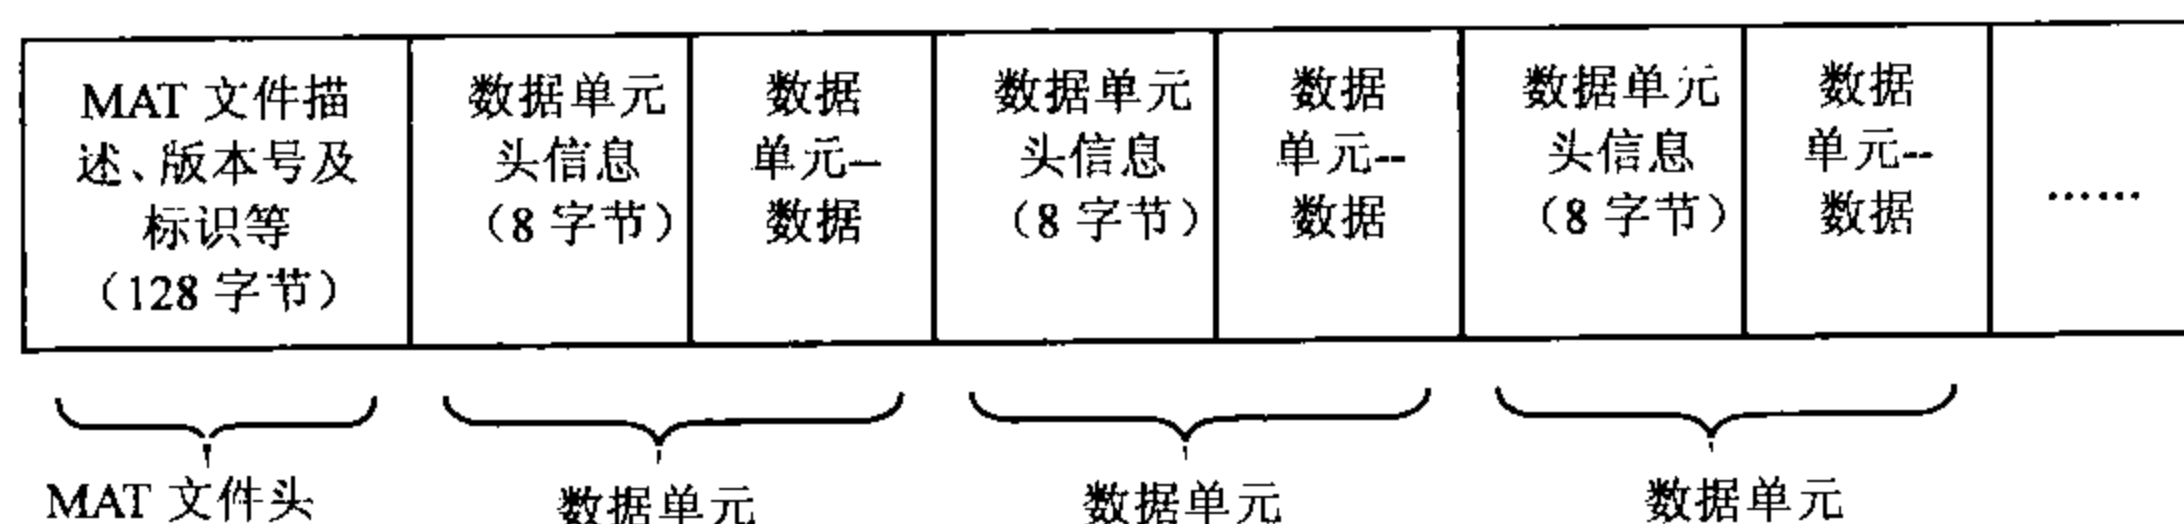 MAT 文件描
述、版本号及
标识等
（128 字节）
数据单元
头信息
（8 字节）
数据
单元--
数据
数据单元
头信息
（8 字节）
数据
单元--
数据
数据单元
头信息
（8 字节）
数据
单元--
数据
……
MAT 文件头
数据单元
数据单元
数据单元